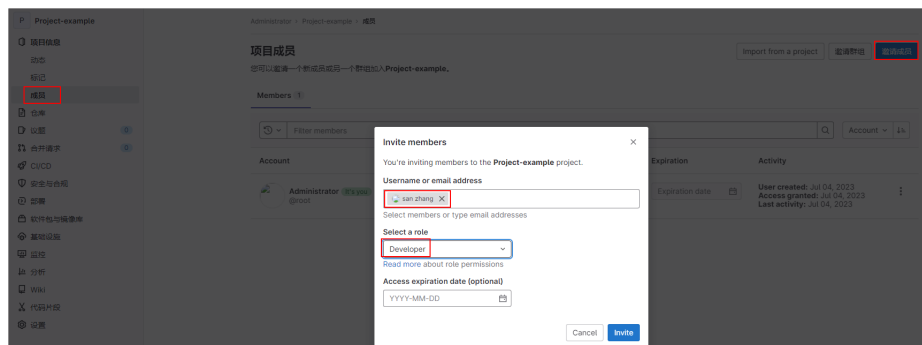 P Project-example
项目信息
动态
标记
成员
仓库
议题 0
合并请求 0
CI/CD
安全与合规
部署
软件包与镜像库
基础设施
监控
分析
Wiki
代码片段
设置
Administrator › Project-example › 成员
项目成员
您可以邀请一个新成员或另一个群组加入Project-example。
Import from a project
邀请群组
邀请成员
Members 1
Filter members
Account
Account
Expiration
Activity
Administrator It's you
@root
Expiration date
User created: Jul 04, 2023
Access granted: Jul 04, 2023
Last activity: Jul 04, 2023
Invite members
You're inviting members to the Project-example project.
Username or email address
san zhang
Select members or type email addresses
Select a role
Developer
Read more about role permissions
Access expiration date (optional)
YYYY-MM-DD
Cancel
Invite